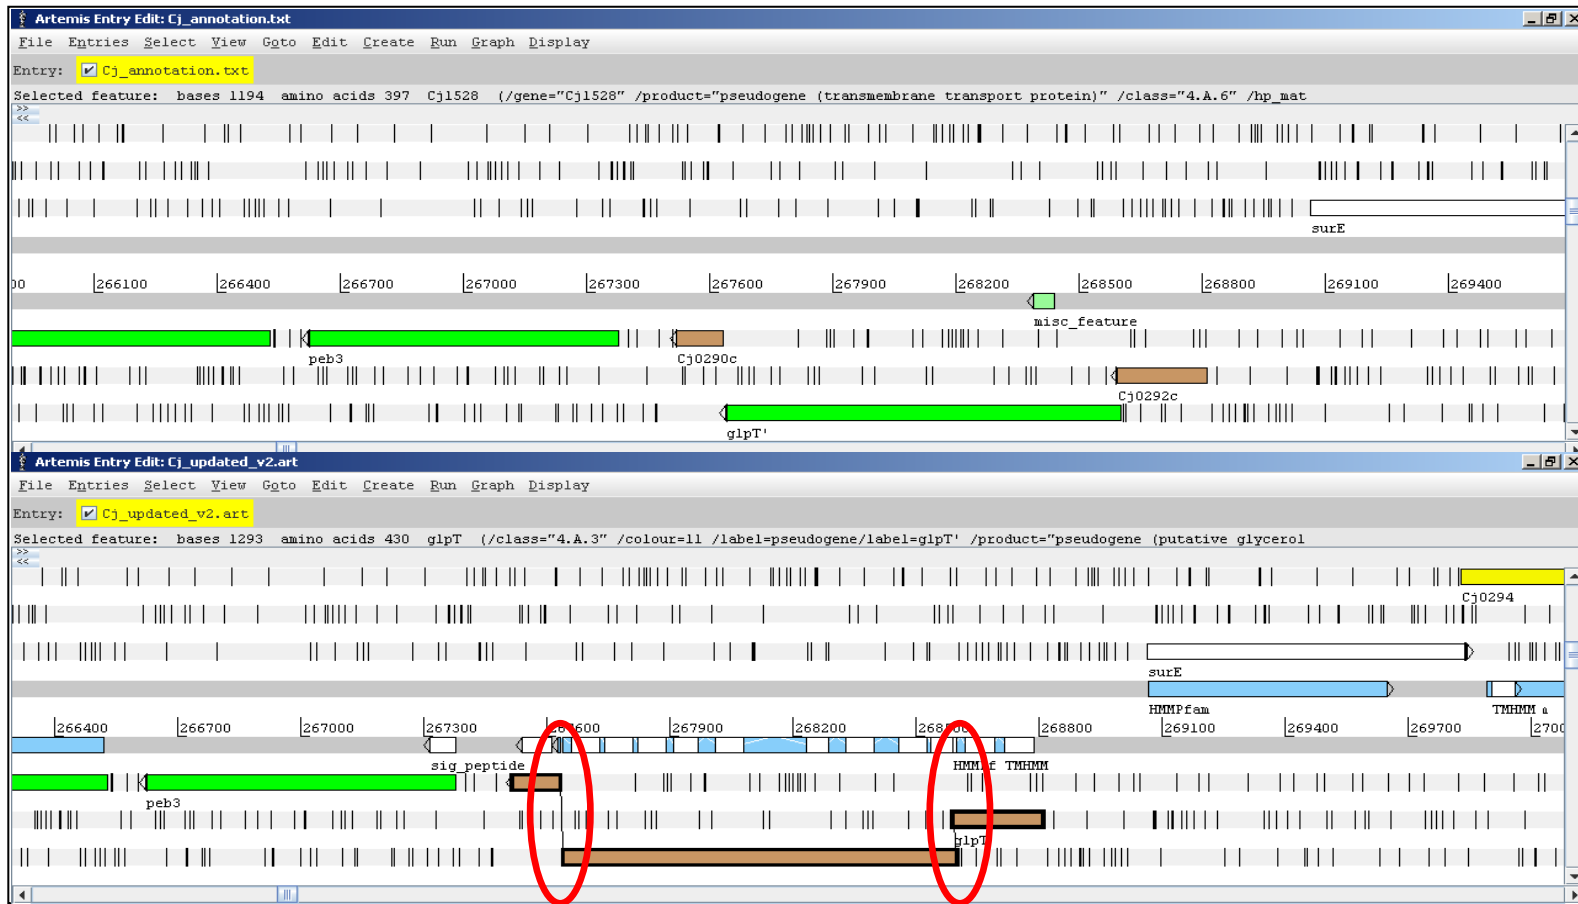 Artemis Entry Edit: Cj_annotation.txt
File Entries Select View Goto Edit Create Run Graph Display
Entry: Cj_annotation.txt
Selected feature: bases 1194 amino acids 397 Cj1528 (/gene="Cj1528" /product="pseudogene (transmembrane transport protein)" /class="4.A.6" /hp_mat
>>
<<
surE
00 266100 266400 266700 267000 267300 267600 267900 268200 268500 268800 269100 269400
misc_feature
peb3 Cj0290c
Cj0292c
glpT'
Artemis Entry Edit: Cj_updated_v2.art
File Entries Select View Goto Edit Create Run Graph Display
Entry: Cj_updated_v2.art
Selected feature: bases 1293 amino acids 430 glpT (/class="4.A.3" /colour=11 /label=pseudogene/label=glpT' /product="pseudogene (putative glycerol
>>
<<
Cj0294
surE
HMMPfam TMHMM
266400 266700 267000 267300 267600 267900 268200 268800 269100 269400 269700 2700
sig_peptide TMHMM
peb3
glpT